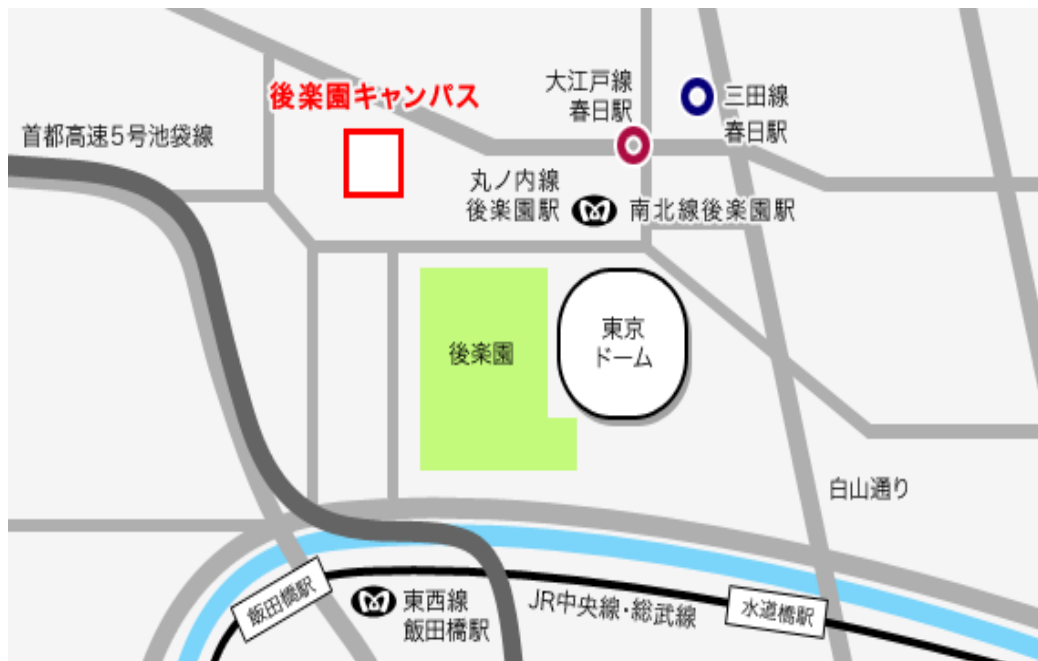 後楽園キャンパス
大江戸線
春日駅
三田線
春日駅
首都高速5号池袋線
丸ノ内線
後楽園駅
南北線後楽園駅
後楽園
東京
ドーム
白山通り
飯田橋駅
東西線
飯田橋駅
JR中央線・総武線
水道橋駅